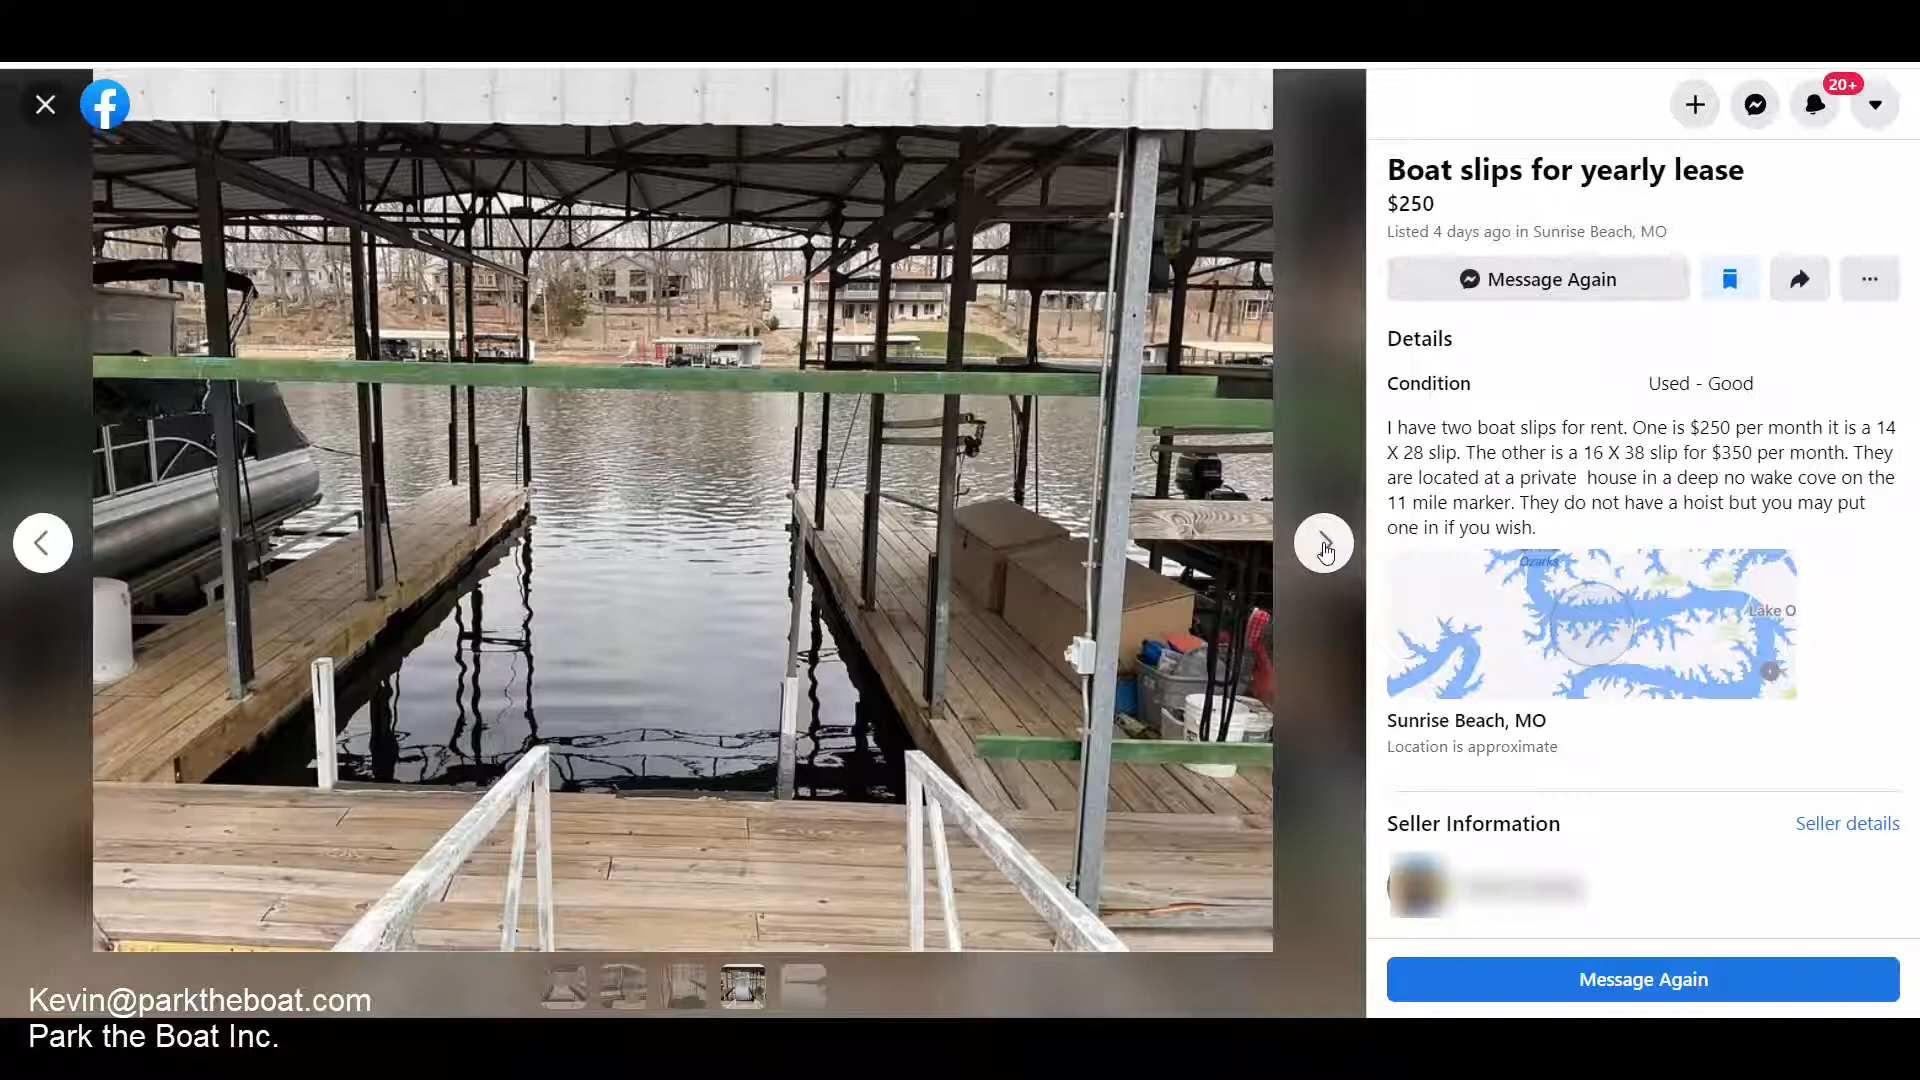 20+
Boat slips for yearly lease
$250
Listed 4 days ago in Sunrise Beach, MO
Message Again
Details
Condition Used - Good
I have two boat slips for rent. One is $250 per month it is a 14
X 28 slip. The other is a 16 X 38 slip for $350 per month. They
are located at a private house in a deep no wake cove on the
11 mile marker. They do not have a hoist but you may put
one in if you wish.
Ozarks
Lake O
Sunrise Beach, MO
Location is approximate
Seller Information Seller details
Message Again
Kevin@parktheboat.com
Park the Boat Inc.